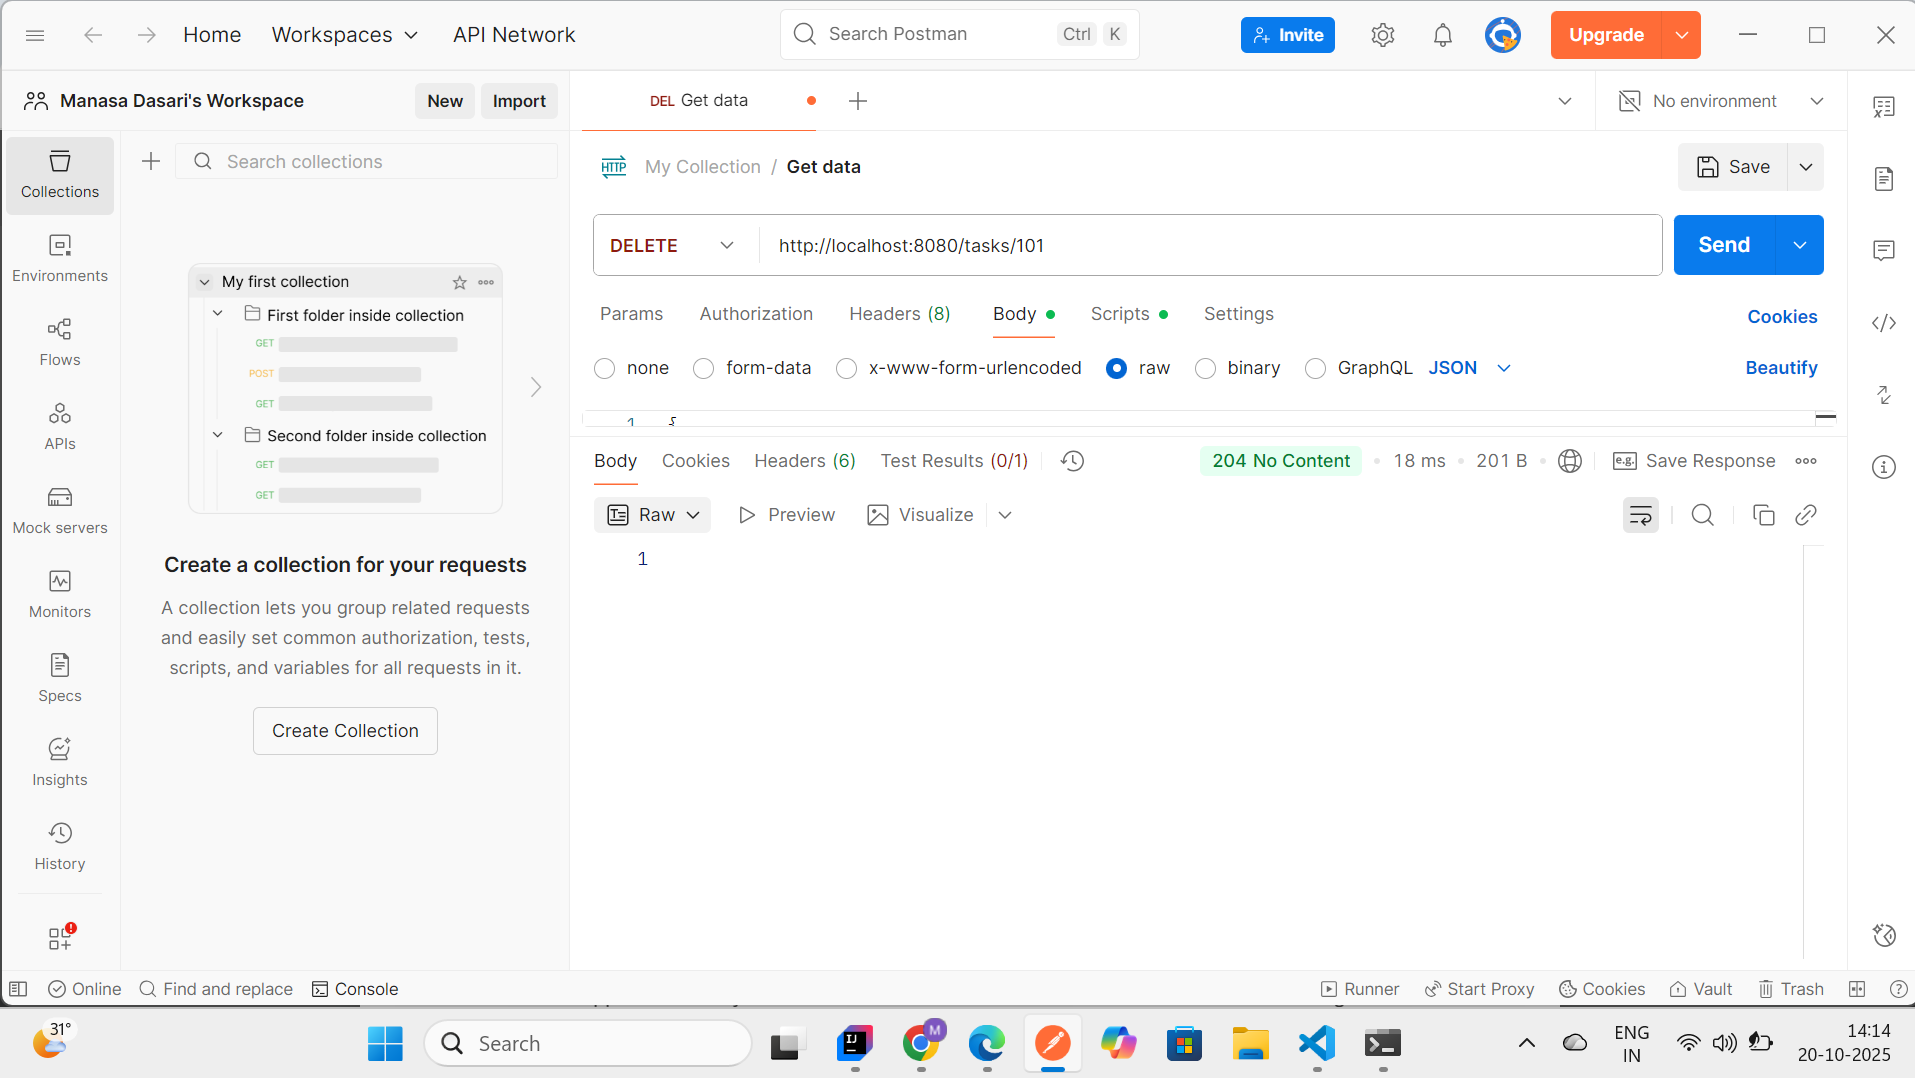 Home
Workspaces
API Network
Search Postman
Ctrl K
Invite
Upgrade
Manasa Dasari's Workspace
New
Import
DEL Get data
No environment
Collections
Search collections
HTTP My Collection / Get data
Save
Environments
DELETE
http://localhost:8080/tasks/101
Send
My first collection
First folder inside collection
GET
POST
GET
Second folder inside collection
GET
GET
Flows
Params
Authorization
Headers (8)
Body
Scripts
Settings
Cookies
none
form-data
x-www-form-urlencoded
raw
binary
GraphQL
JSON
Beautify
1 {
APIs
Body
Cookies
Headers (6)
Test Results (0/1)
204 No Content
18 ms
201 B
e.g. Save Response
Mock servers
Raw
Preview
Visualize
1
Create a collection for your requests
A collection lets you group related requests
and easily set common authorization, tests,
scripts, and variables for all requests in it.
Create Collection
Monitors
Specs
Insights
History
Online
Find and replace
Console
Runner
Start Proxy
Cookies
Vault
Trash
31°
Search
IJ
M
ENG
IN
14:14
20-10-2025